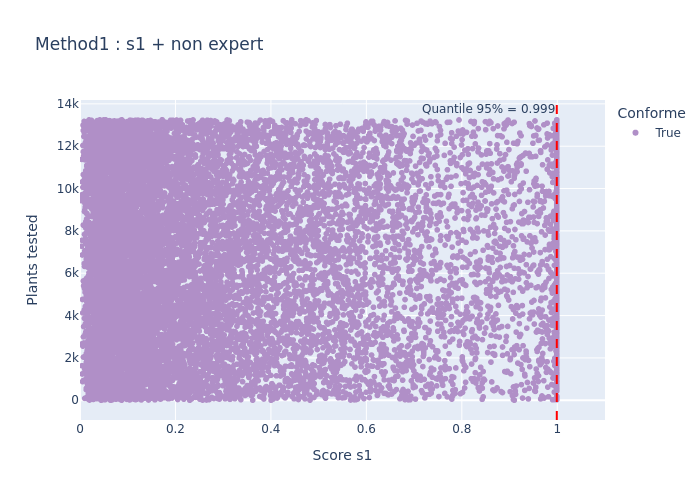 Method1 : s1 + non expert
Quantile 95% = 0.999
Conforme
True
Plants tested
14k
12k
10k
8k
6k
4k
2k
0
0 0.2 0.4 0.6 0.8 1
Score s1